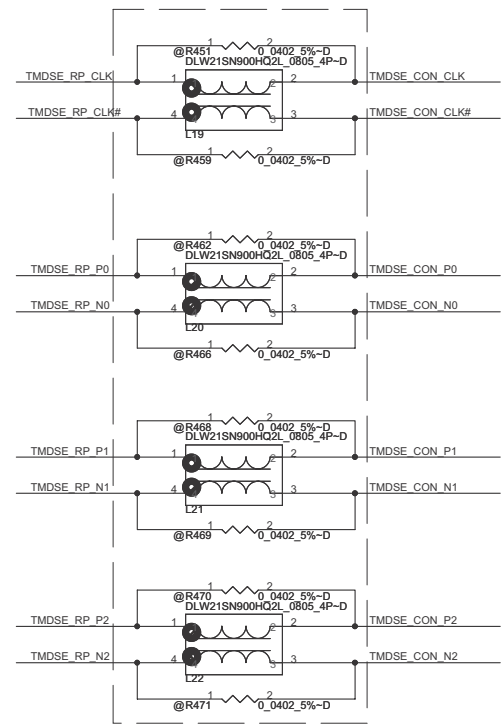 1 2
@R451 0_0402_5%~D
DLW21SN900HQ2L_0805_4P~D
TMDSE_RP_CLK 1 2 2 TMDSE_CON_CLK
TMDSE_RP_CLK# 4 3 3 TMDSE_CON_CLK#
L19
1 2
@R459 0_0402_5%~D
1 2
@R462 0_0402_5%~D
DLW21SN900HQ2L_0805_4P~D
TMDSE_RP_P0 1 2 2 TMDSE_CON_P0
TMDSE_RP_N0 4 3 3 TMDSE_CON_N0
L20
1 2
@R466 0_0402_5%~D
1 2
@R468 0_0402_5%~D
DLW21SN900HQ2L_0805_4P~D
TMDSE_RP_P1 1 2 2 TMDSE_CON_P1
TMDSE_RP_N1 4 3 3 TMDSE_CON_N1
L21
1 2
@R469 0_0402_5%~D
1 2
@R470 0_0402_5%~D
DLW21SN900HQ2L_0805_4P~D
TMDSE_RP_P2 1 2 2 TMDSE_CON_P2
TMDSE_RP_N2 4 3 3 TMDSE_CON_N2
L22
1 2
@R471 0_0402_5%~D